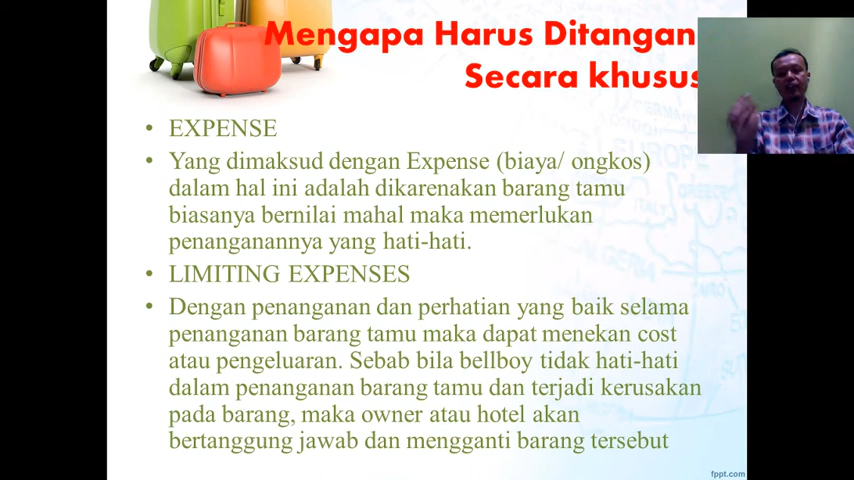 Mengapa Harus Ditangan
Secara khusus
• EXPENSE
• Yang dimaksud dengan Expense (biaya/ ongkos)
dalam hal ini adalah dikarenakan barang tamu
biasanya bernilai mahal maka memerlukan
penanganannya yang hati-hati.
• LIMITING EXPENSES
• Dengan penanganan dan perhatian yang baik selama
penanganan barang tamu maka dapat menekan cost
atau pengeluaran. Sebab bila bellboy tidak hati-hati
dalam penanganan barang tamu dan terjadi kerusakan
pada barang, maka owner atau hotel akan
bertanggung jawab dan mengganti barang tersebut
fppt.com